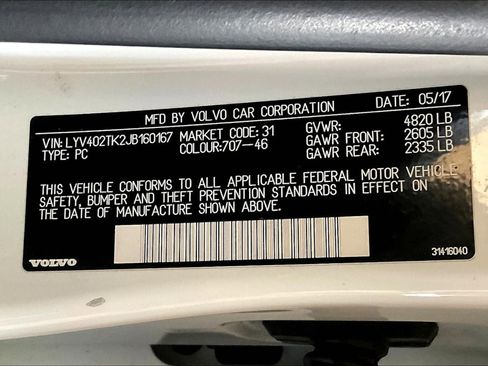 MFD BY VOLVO CAR CORPORATION DATE: 05/17
VIN: LYV402TK2JB160167 MARKET CODE: 31 GVWR: 4820 LB
TYPE: PC COLOUR:707-46 GAWR FRONT: 2605 LB
GAWR REAR: 2335 LB
THIS VEHICLE CONFORMS TO ALL APPLICABLE FEDERAL MOTOR VEHICLE
SAFETY, BUMPER AND THEFT PREVENTION STANDARDS IN EFFECT ON
THE DATE OF MANUFACTURE SHOWN ABOVE.
31416040
VOLVO